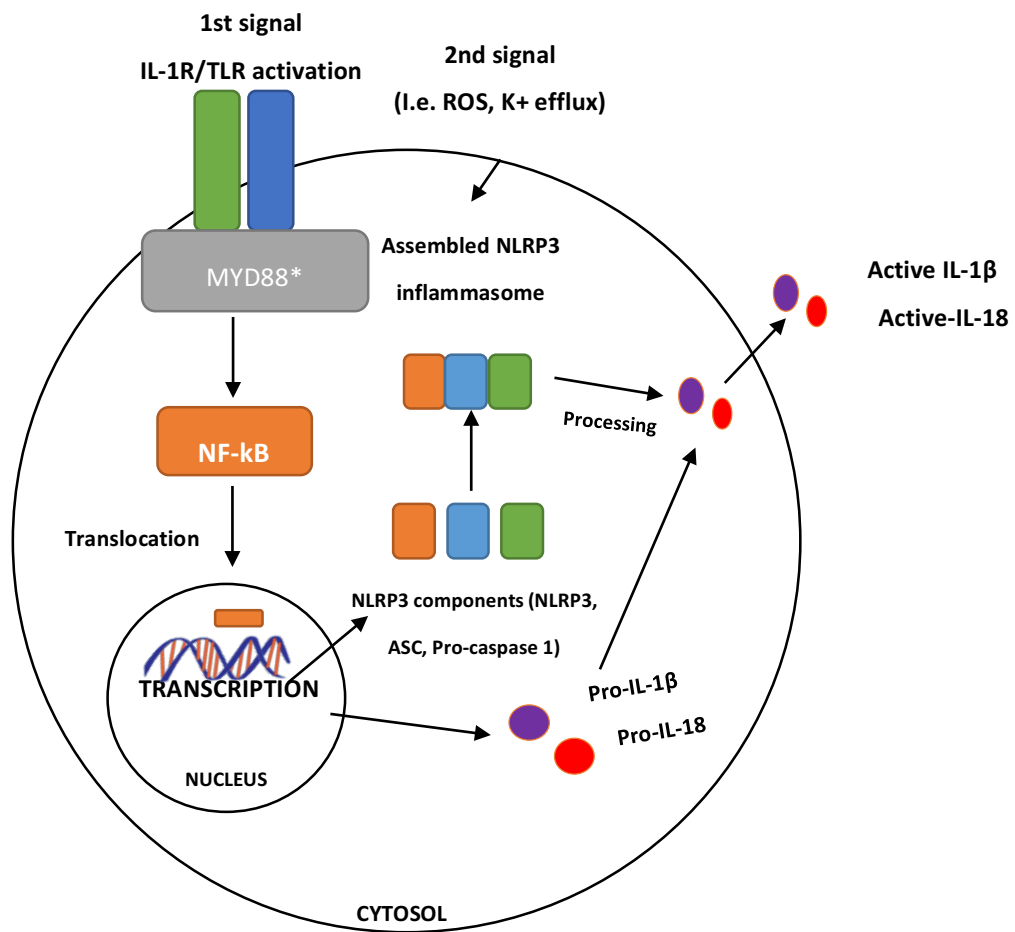 1st signal
IL-1R/TLR activation
2nd signal
(I.e. ROS, K+ efflux)
MYD88*
Assembled NLRP3
inflammasome
Active IL-1β
Active-IL-18
Processing
NF-kB
Translocation
NLRP3 components (NLRP3,
ASC, Pro-caspase 1)
TRANSCRIPTION
Pro-IL-1β
Pro-IL-18
NUCLEUS
CYTOSOL